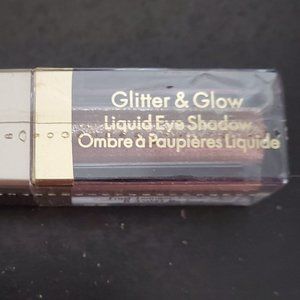 Glitter & Glow
Liquid Eye Shadow
Ombre à Paupières Liquide